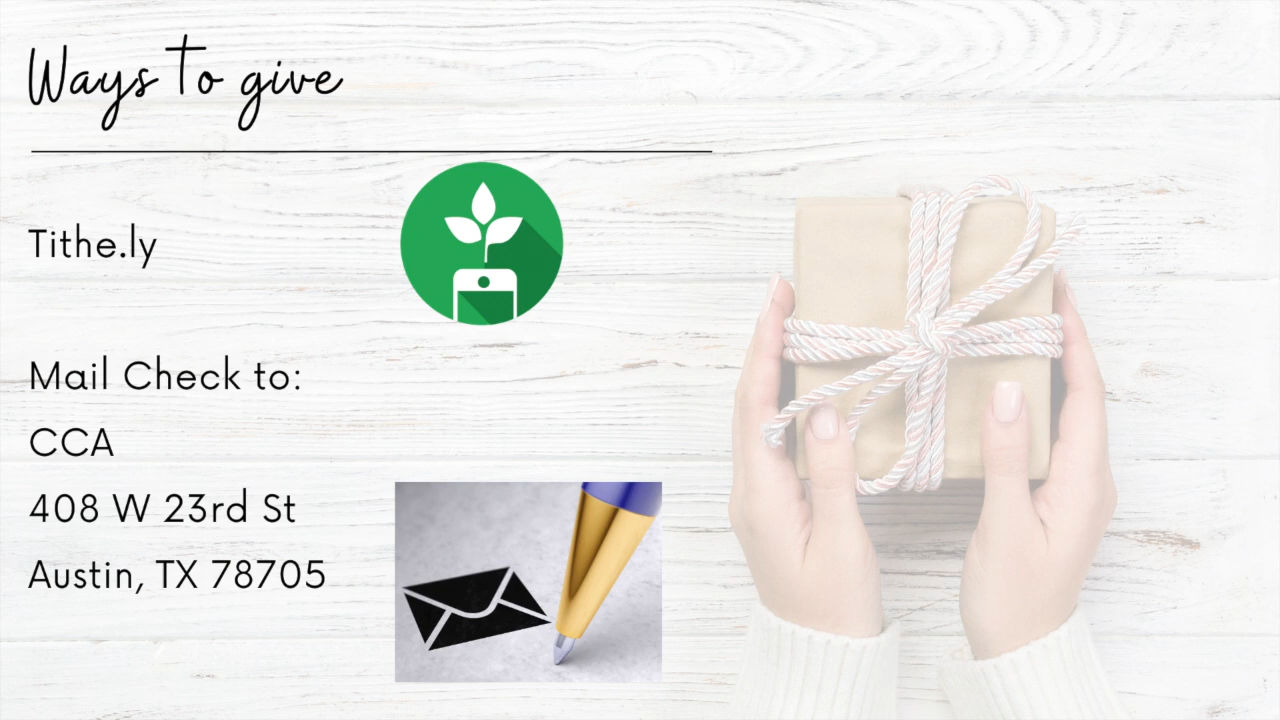 Ways to give
Tithe.ly
Mail Check to:
CCA
408 W 23rd St
Austin, TX 78705